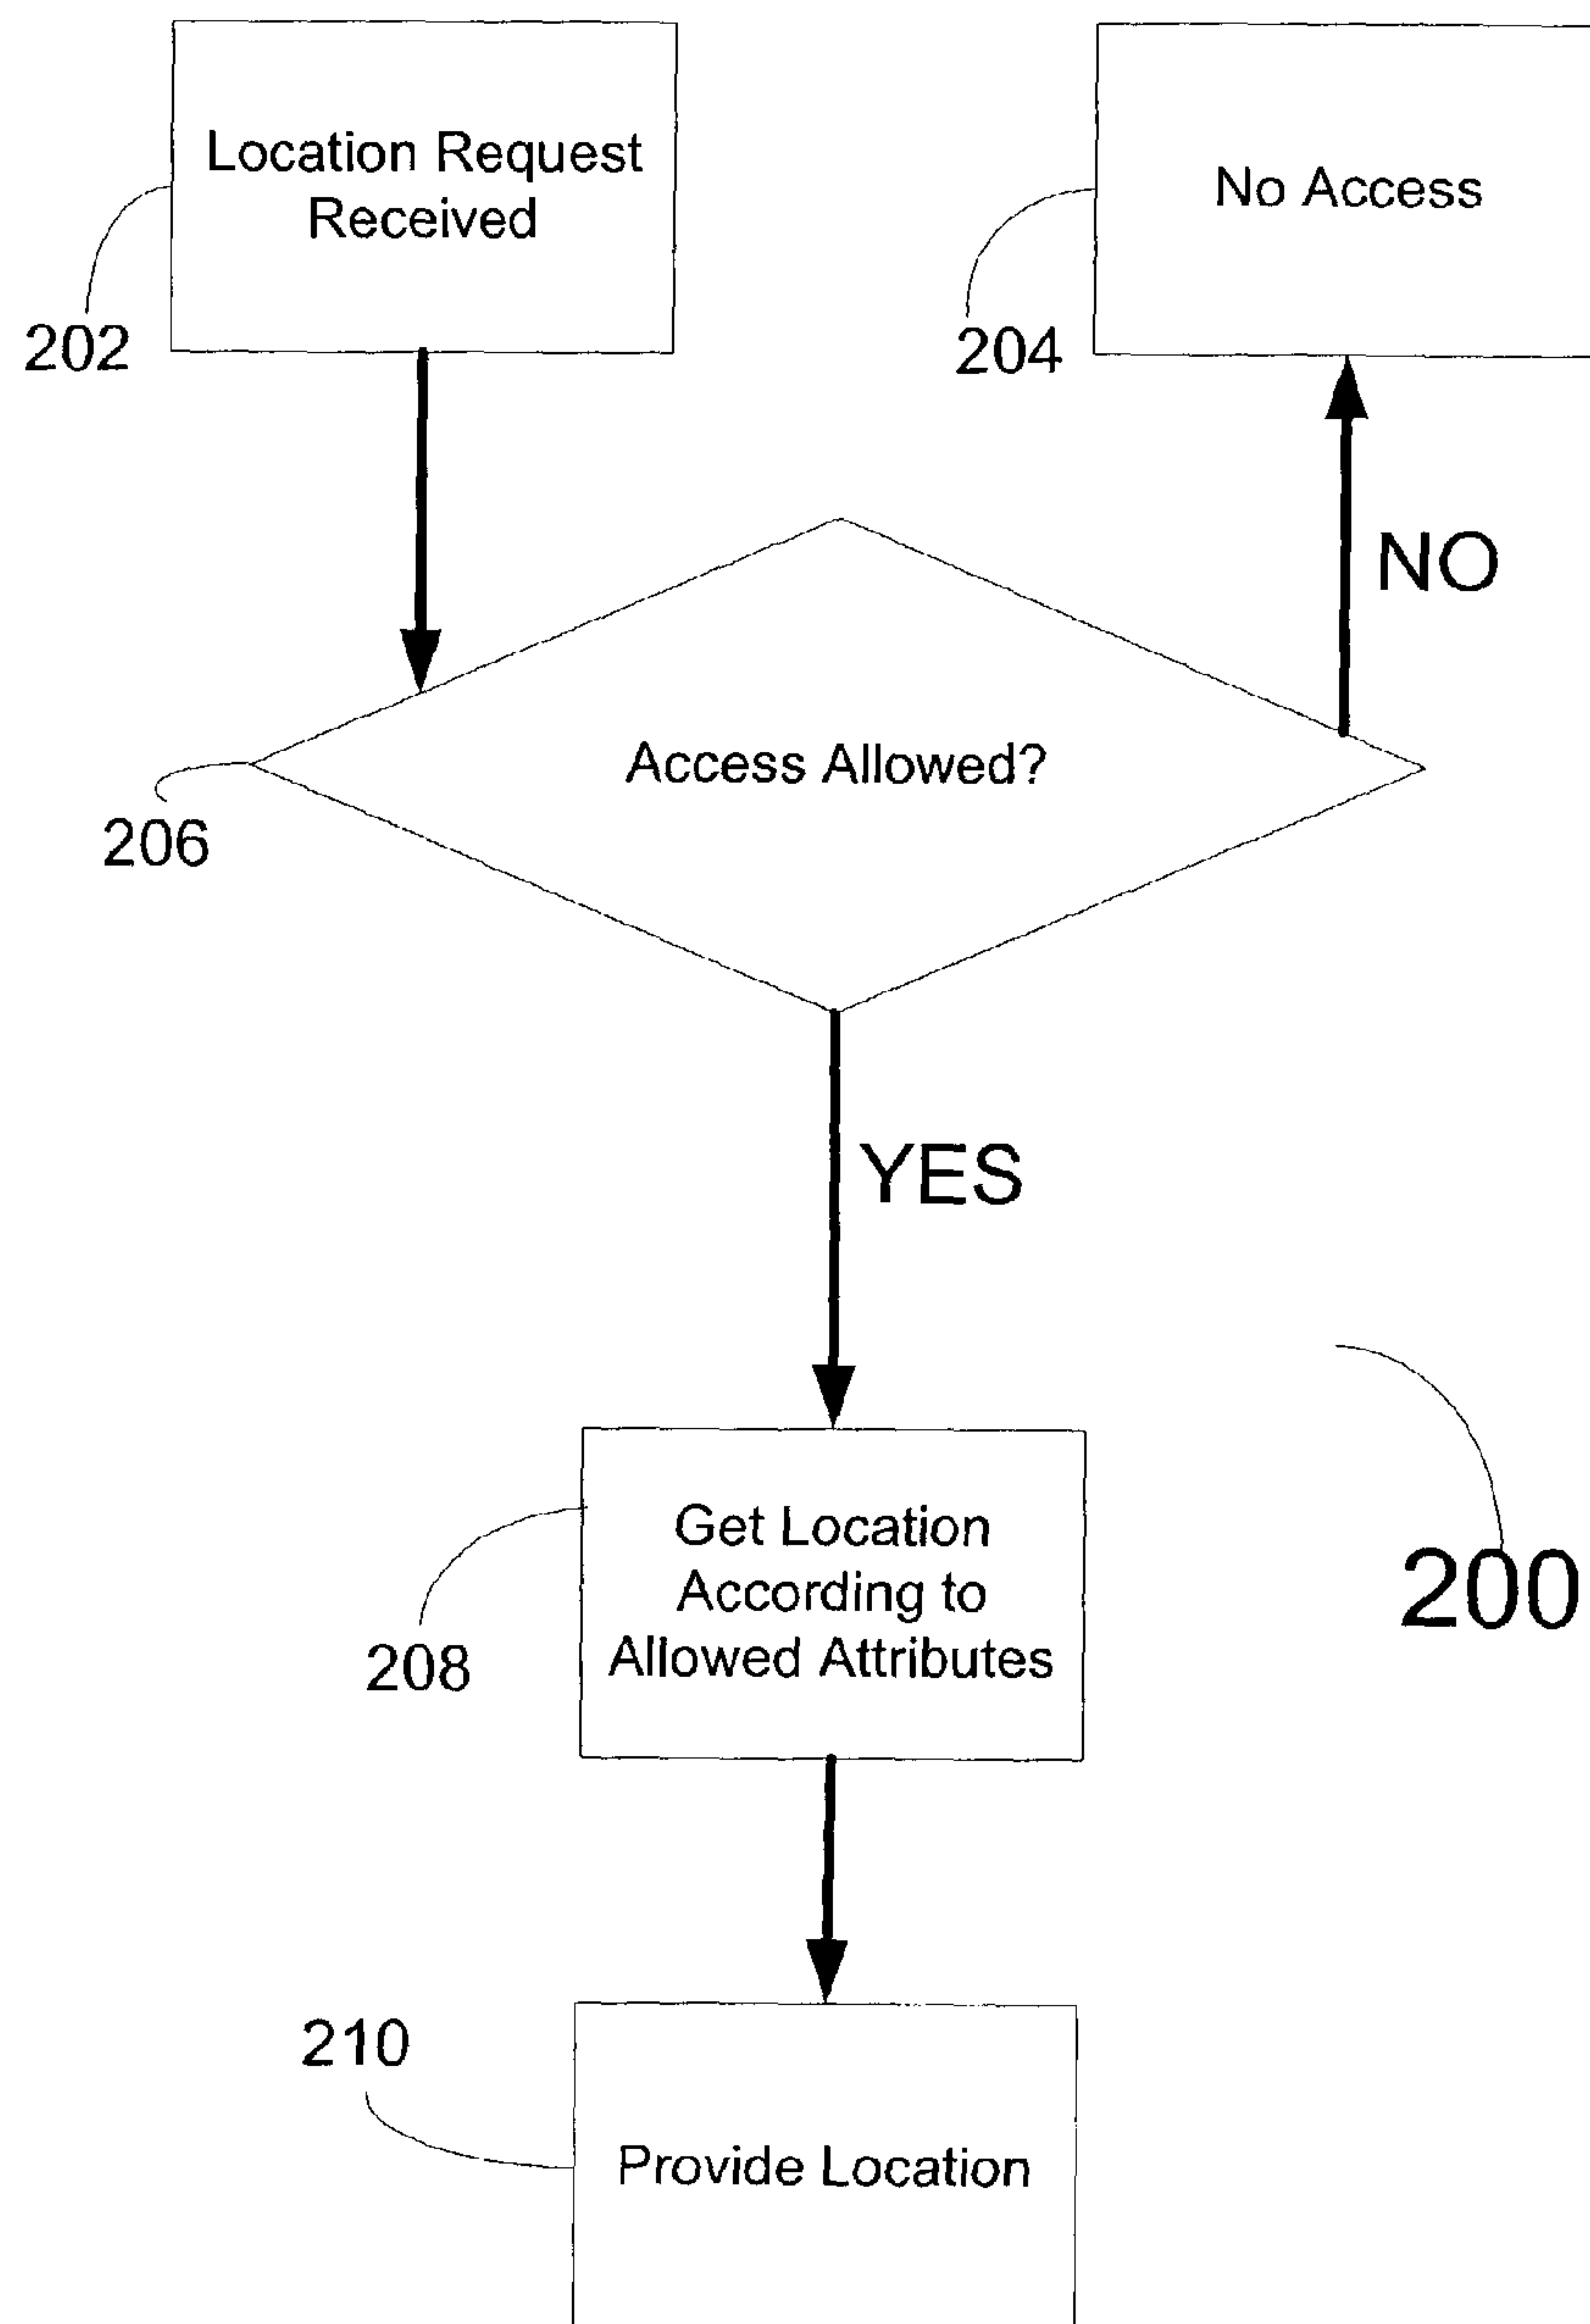 Location Request
Received
202
No Access
204
NO
Access Allowed?
206
YES
Get Location
According to
Allowed Attributes
208
200
210
Provide Location